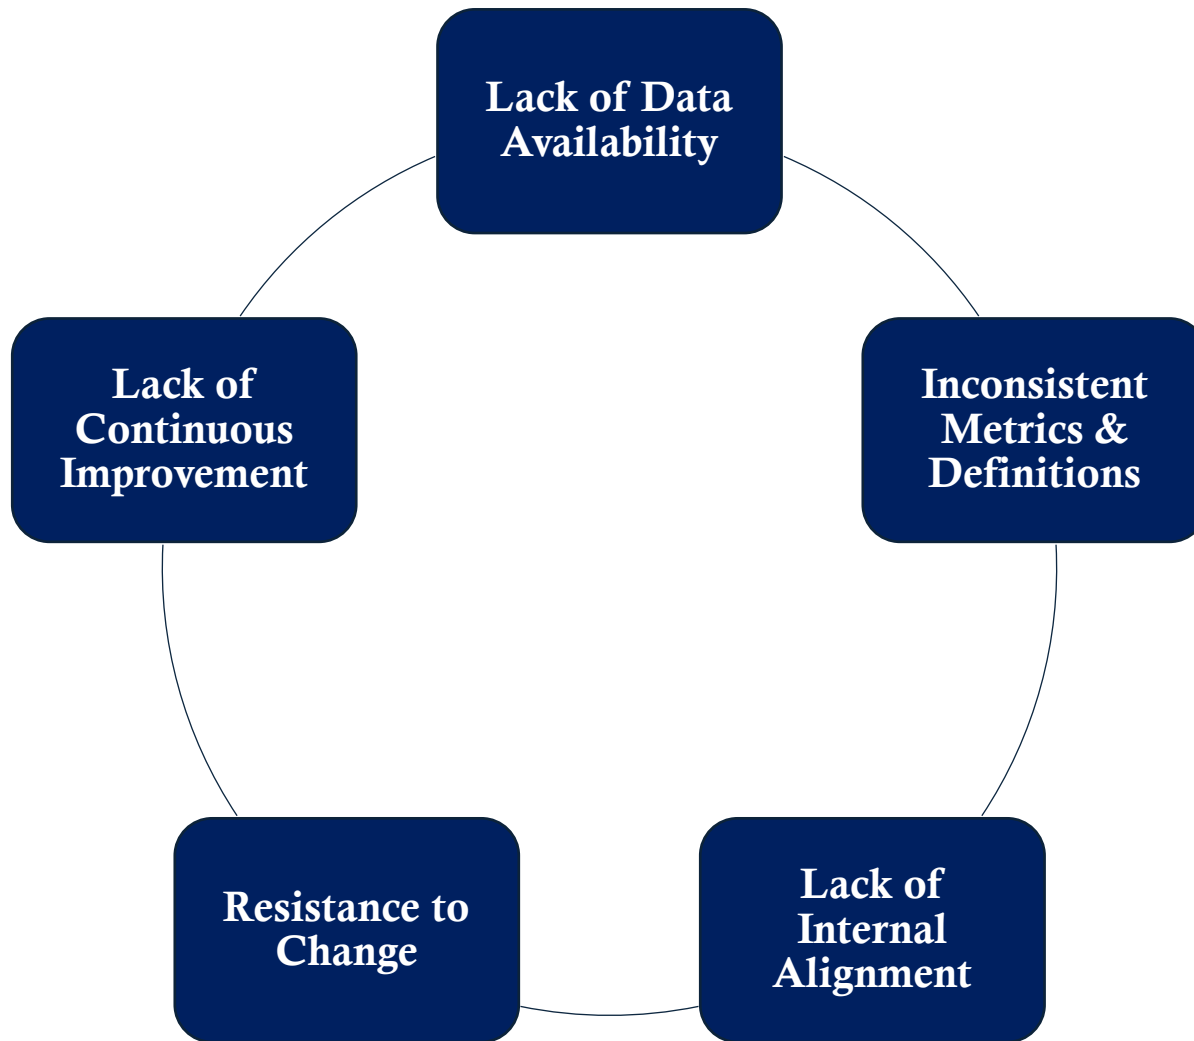 Lack of Data
Availability
Inconsistent
Metrics &
Definitions
Lack of
Internal
Alignment
Resistance to
Change
Lack of
Continuous
Improvement